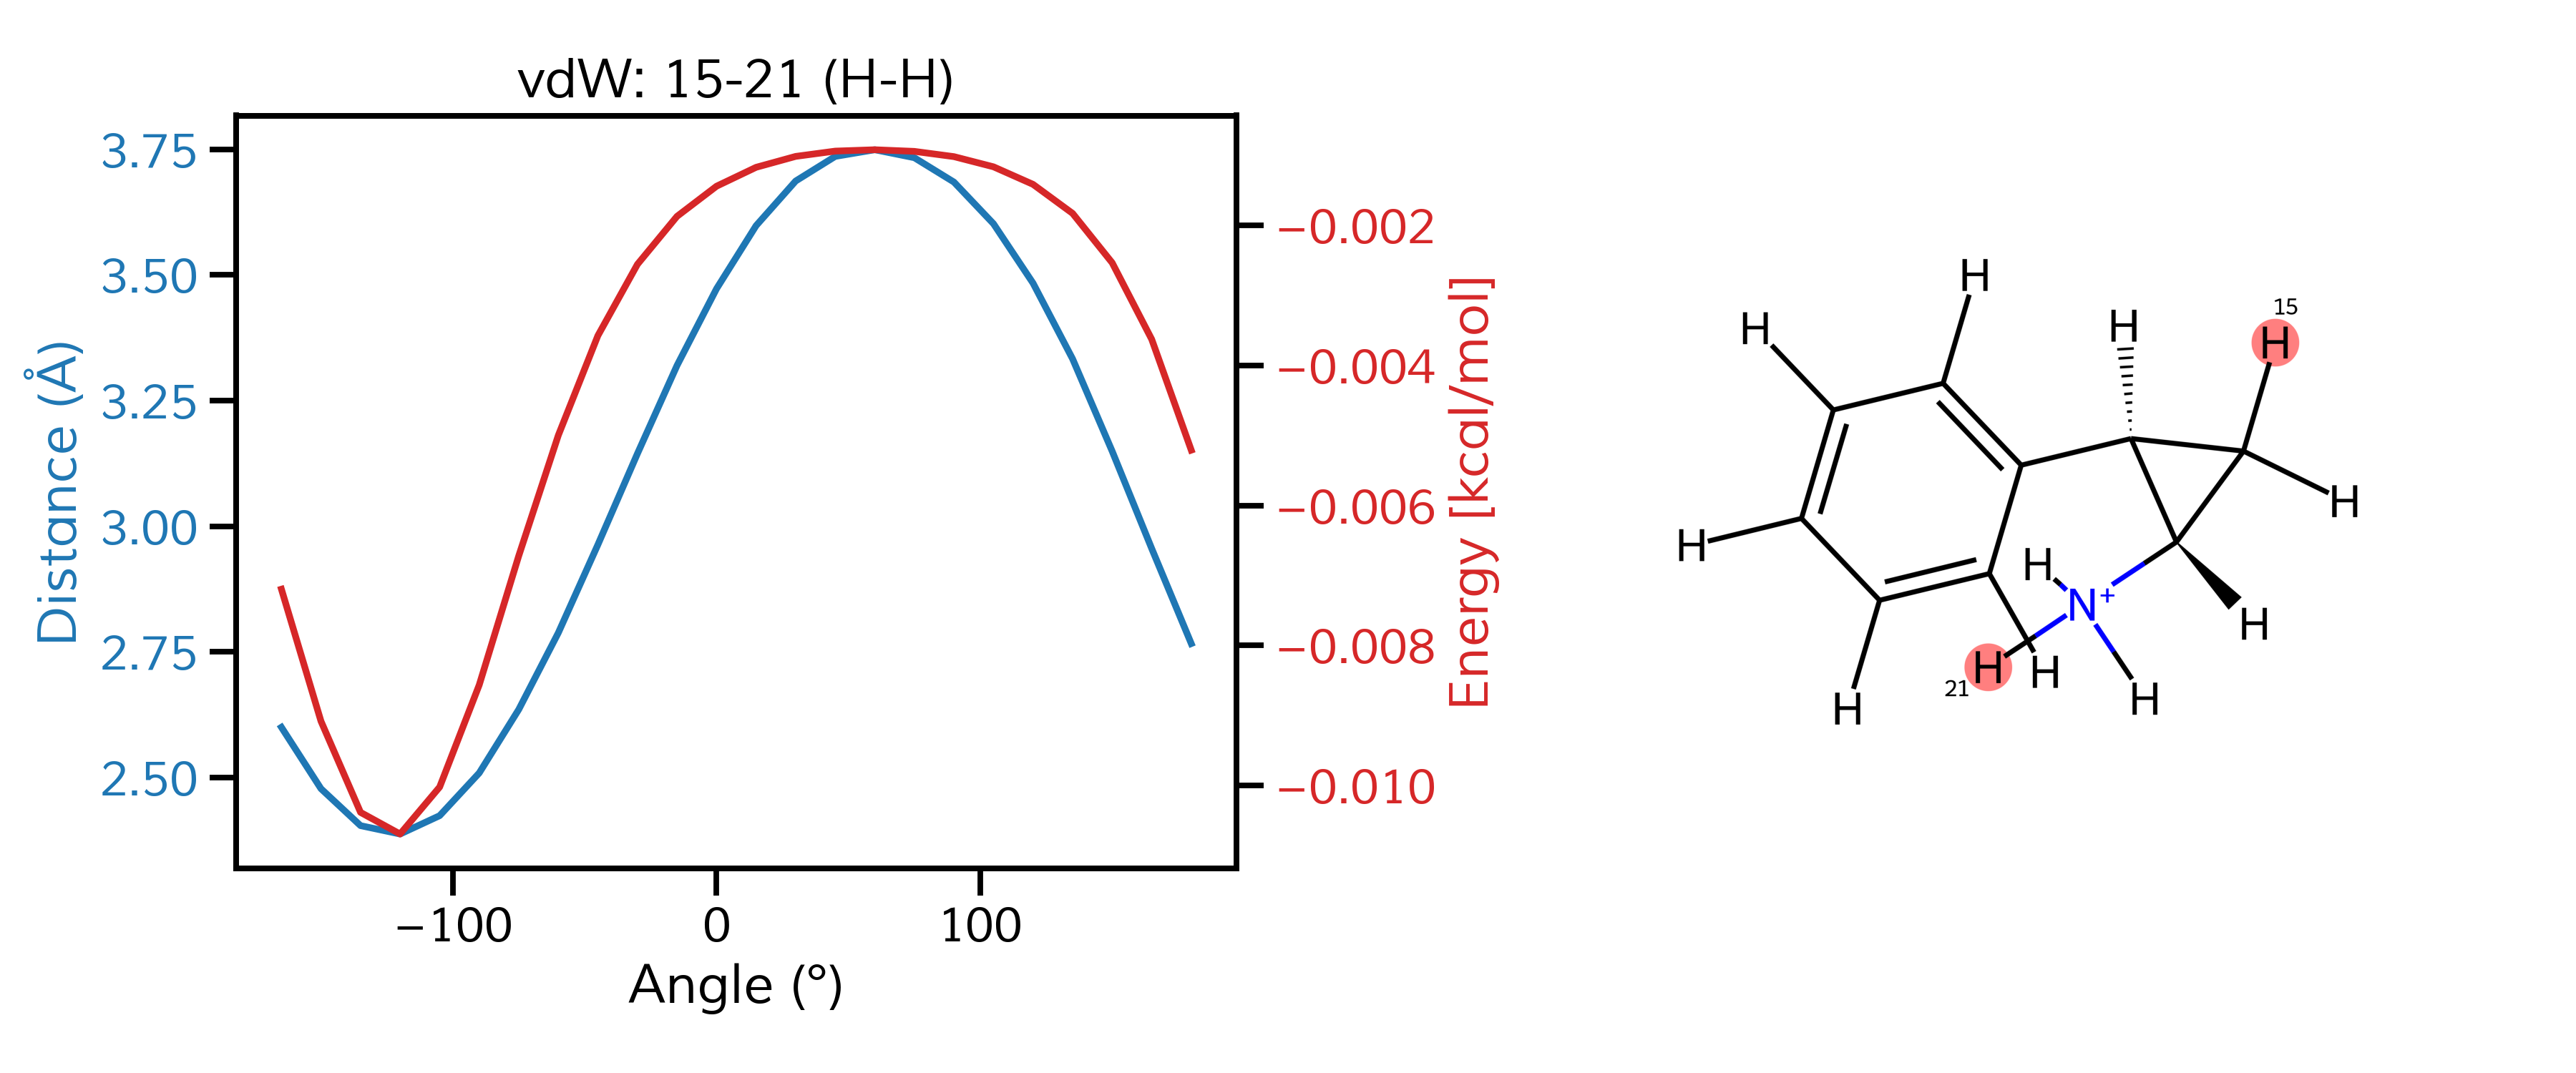 vdW: 15-21 (H-H)
Distance (Å)
3.75
3.50
3.25
3.00
2.75
2.50
−100
0
100
Angle (°)
−0.002
−0.004
−0.006
−0.008
−0.010
Energy [kcal/mol]
H
15
H
H
H
H
H
H
H
N+
H
H
21
H
H
H